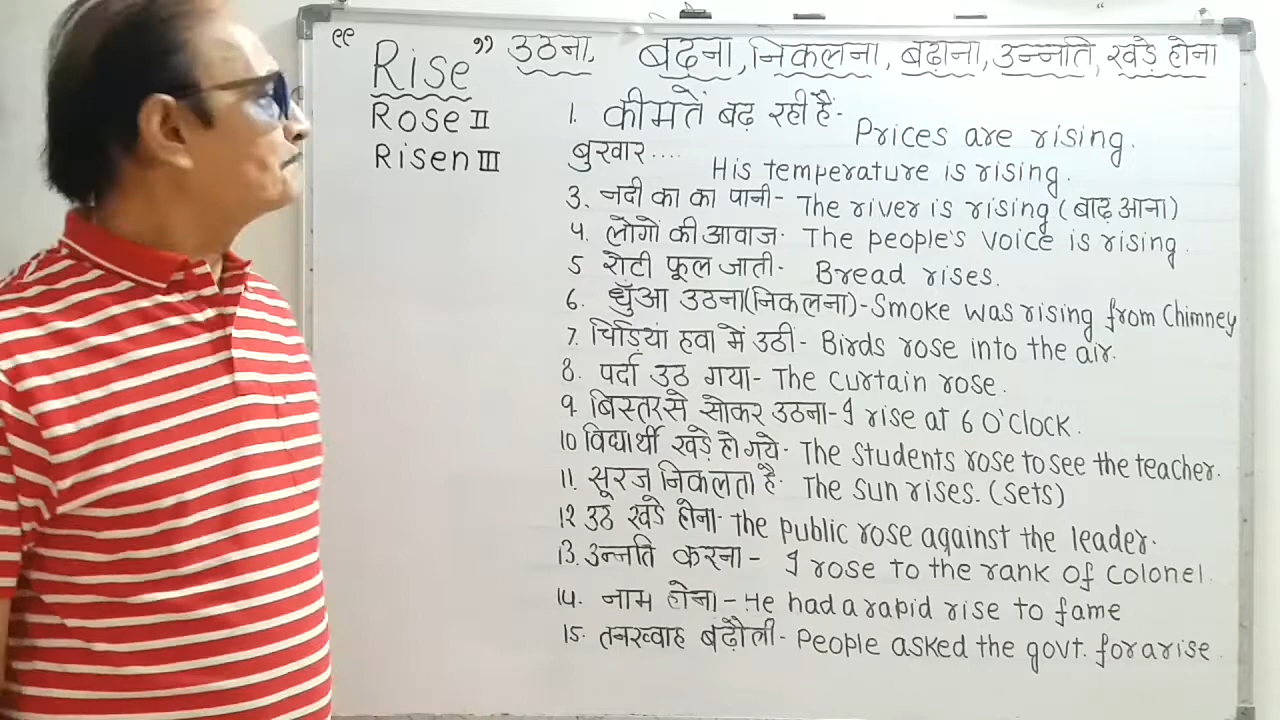 “ Rise ” उठना, बढ़ना, निकलना, बढ़ाना, उन्नति, खड़े होना
Rose II
Risen III
1. कीमतें बढ़ रही हैं- Prices are rising.
बुखार.... His temperature is rising.
3. नदी का का पानी- The river is rising (बाढ़ आना)
4. लोगों की आवाज- The people's voice is rising.
5 रोटी फूल जाती- Bread rises.
6. धुँआ उठना(निकलना)- Smoke was rising from Chimney
7. चिड़ियां हवा में उठी- Birds rose into the air.
8. पर्दा उठ गया- The curtain rose.
9. बिस्तर से सोकर उठना- I rise at 6 O'clock.
10 विद्यार्थी खड़े हो गये- The students rose to see the teacher.
11. सूरज निकलता है- The sun rises. (sets)
12 उठ खड़े होना- the public rose against the leader.
13. उन्नति करना- I rose to the rank of colonel.
14. नाम होना- He had a rapid rise to fame
15. तनख्वाह बढ़ौली- People asked the govt. for a rise.